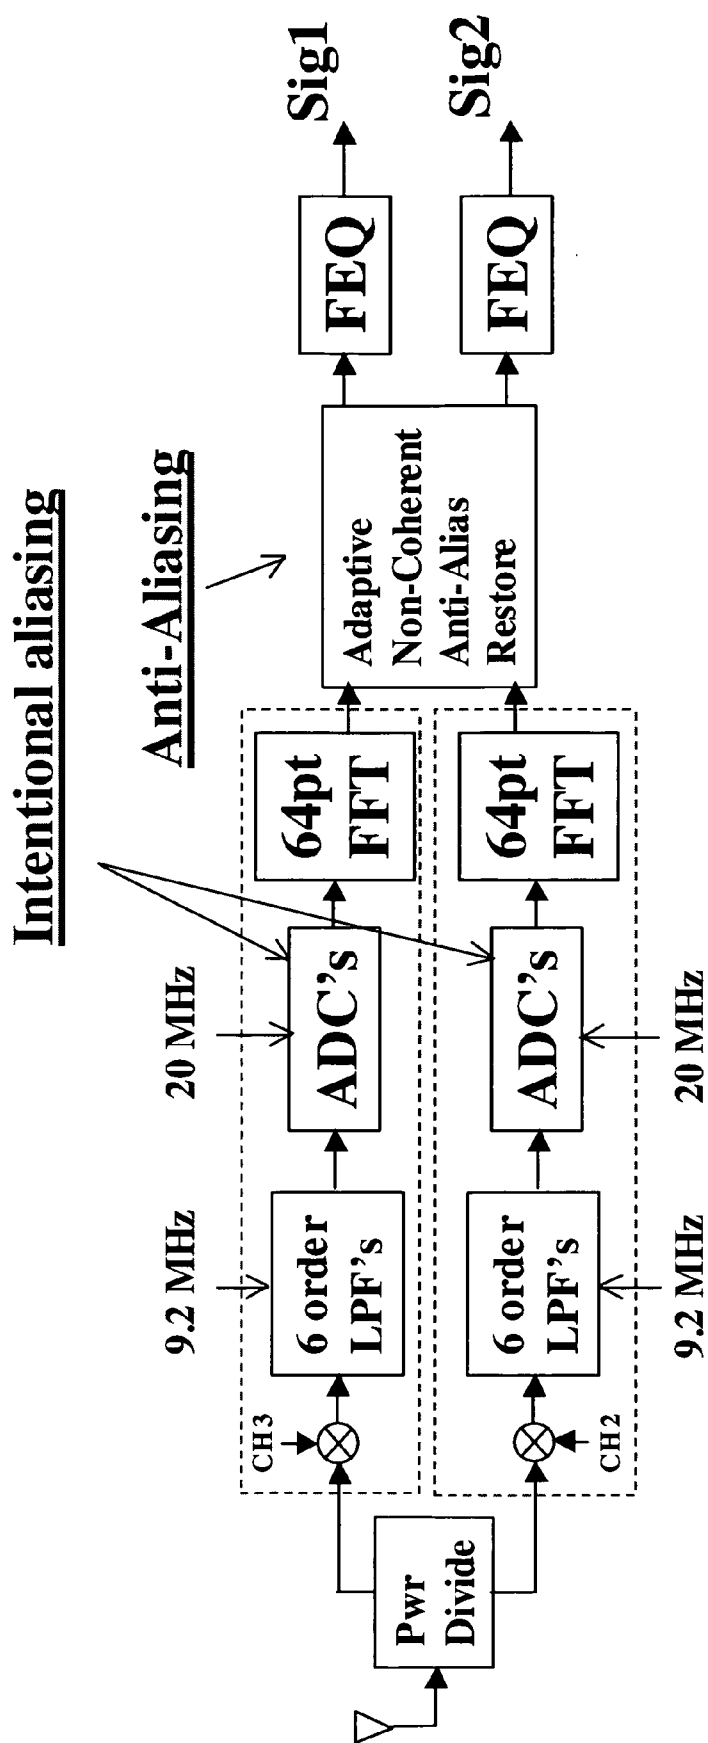 Intentional aliasing
Anti-Aliasing
9.2 MHz
20 MHz
Pwr
Divide
CH3
6 order
LPF's
ADC's
64pt
FFT
Adaptive
Non-Coherent
Anti-Alias
Restore
FEQ
Sig1
CH2
6 order
LPF's
ADC's
64pt
FFT
FEQ
Sig2
9.2 MHz
20 MHz